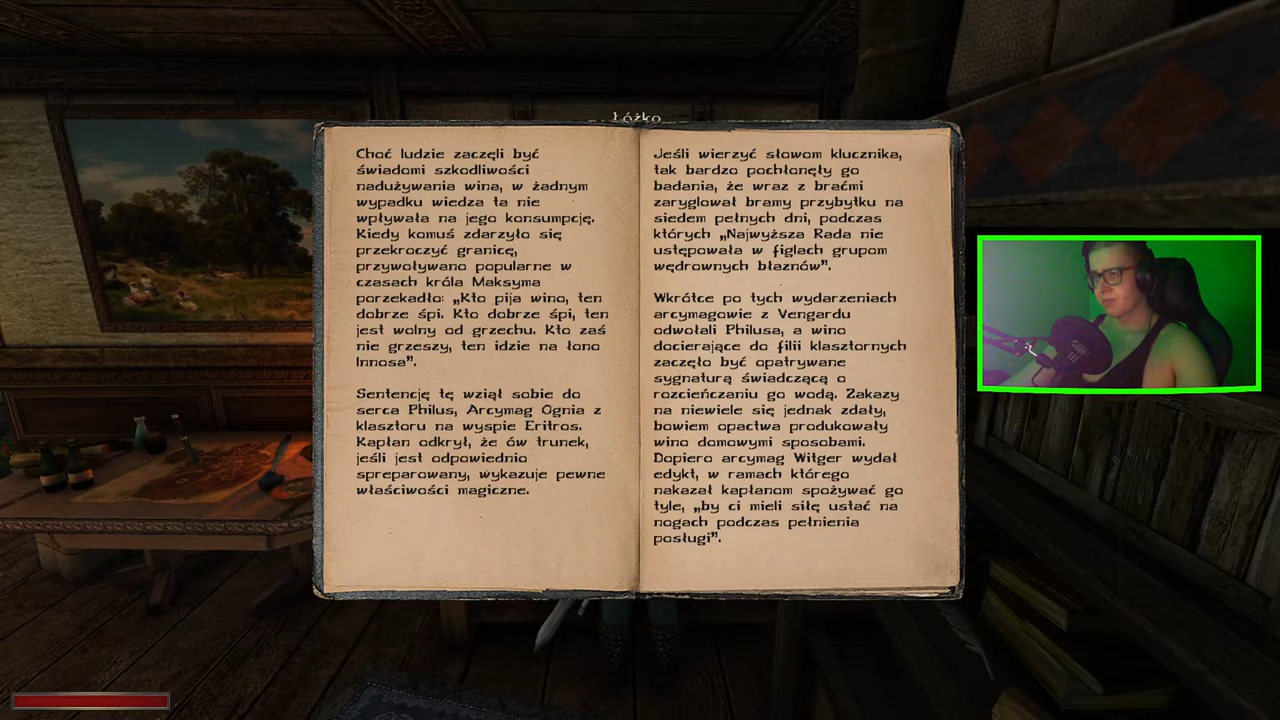 Łóżko
Choć ludzie zaczęli być
świadomi szkodliwości
nadużywania wina, w żadnym
wypadku wiedza ta nie
wpływała na jego konsumpcję.
Kiedy komuś zdarzyło się
przekroczyć granicę,
przywoływano popularne w
czasach króla Maksyma
porzekadło: „Kto pija wino, ten
dobrze śpi. Kto dobrze śpi, ten
jest wolny od grzechu. Kto zaś
nie grzeszy, ten idzie na łono
Innosa”.
Sentencję tę wziął sobie do
serca Philus, Arcymag Ognia z
klasztoru na wyspie Eritros.
Kapłan odkrył, że ów trunek,
jeśli jest odpowiednio
spreparowany, wykazuje pewne
właściwości magiczne.
Jeśli wierzyć słowom klucznika,
tak bardzo pochłonęły go
badania, że wraz z braćmi
zaryglował bramy przybytku na
siedem pełnych dni, podczas
których „Najwyższa Rada nie
ustępowała w figlach grupom
wędrownych błaznów”.
Wkrótce po tych wydarzeniach
arcymagowie z Vengardu
odwołali Philusa, a wino
docierające do filii klasztornych
zaczęto być opatrywane
sygnaturą świadczącą o
rozcieńczaniu go wodą. Zakazy
na niewiele się jednak zdały,
bowiem opactwa produkowały
wino domowymi sposobami.
Dopiero arcymag Witger wydał
edykt, w ramach którego
nakazał kapłanom spożywać go
tyle, „by ci mieli siłę ustać na
nogach podczas pełnienia
posługi”.